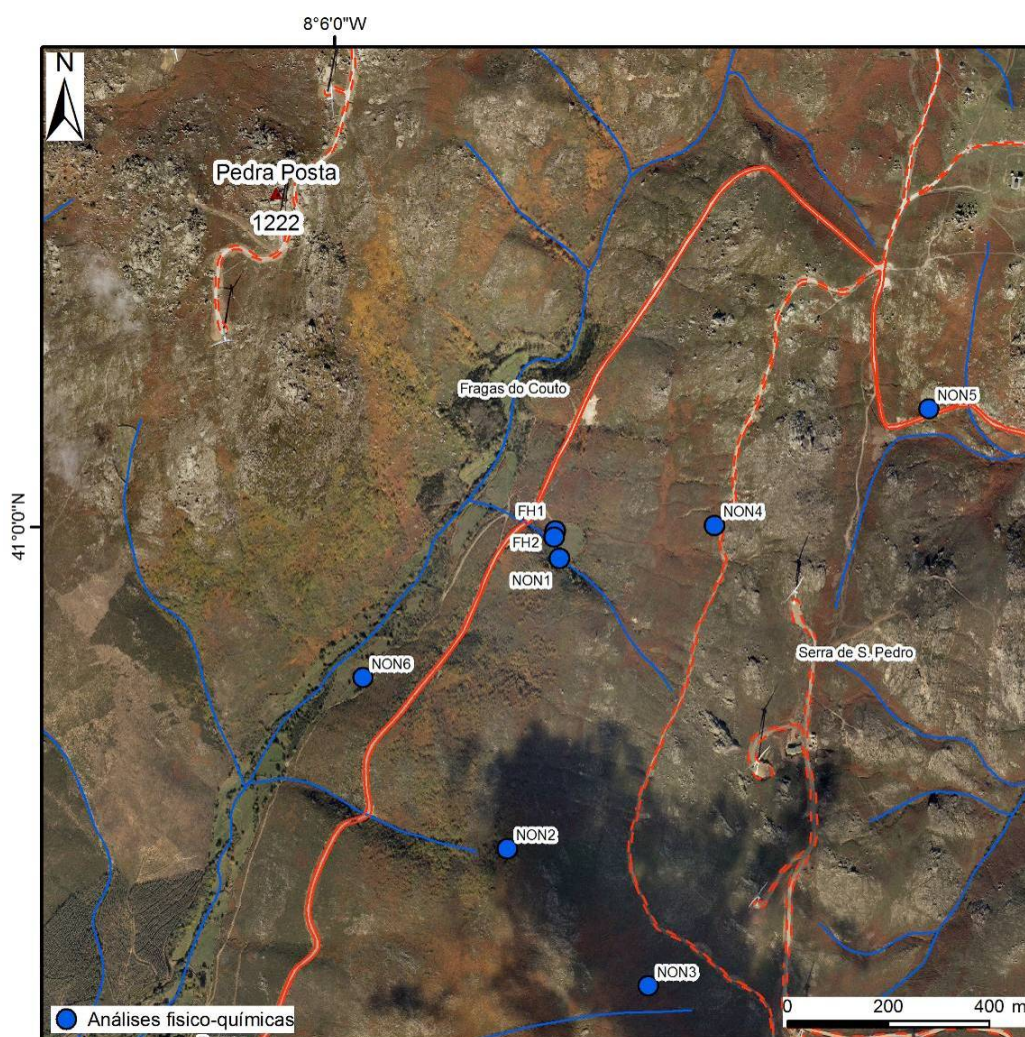 8°6'0"W
N
Pedra Posta
1222
Fragas do Couto
NON5
41°0'0"N
FH1
NON4
FH2
NON1
Serra de S. Pedro
NON6
NON2
NON3
Análises fisico-químicas
0 200 400 m